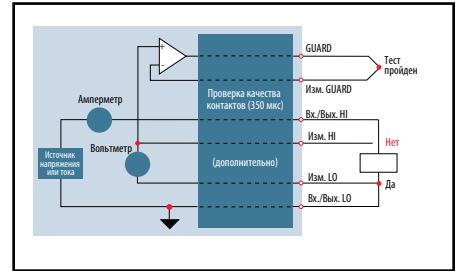 GUARD
Тест
пройден
+
-
Изм. GUARD
Проверка качества
контактов (350 мкс)
Амперметр
Вх./Вых. HI
Изм. HI
Нет
Вольтметр
Источник
напряжения
или тока
(дополнительно)
Изм. LO
Да
Вх./Вых. LO